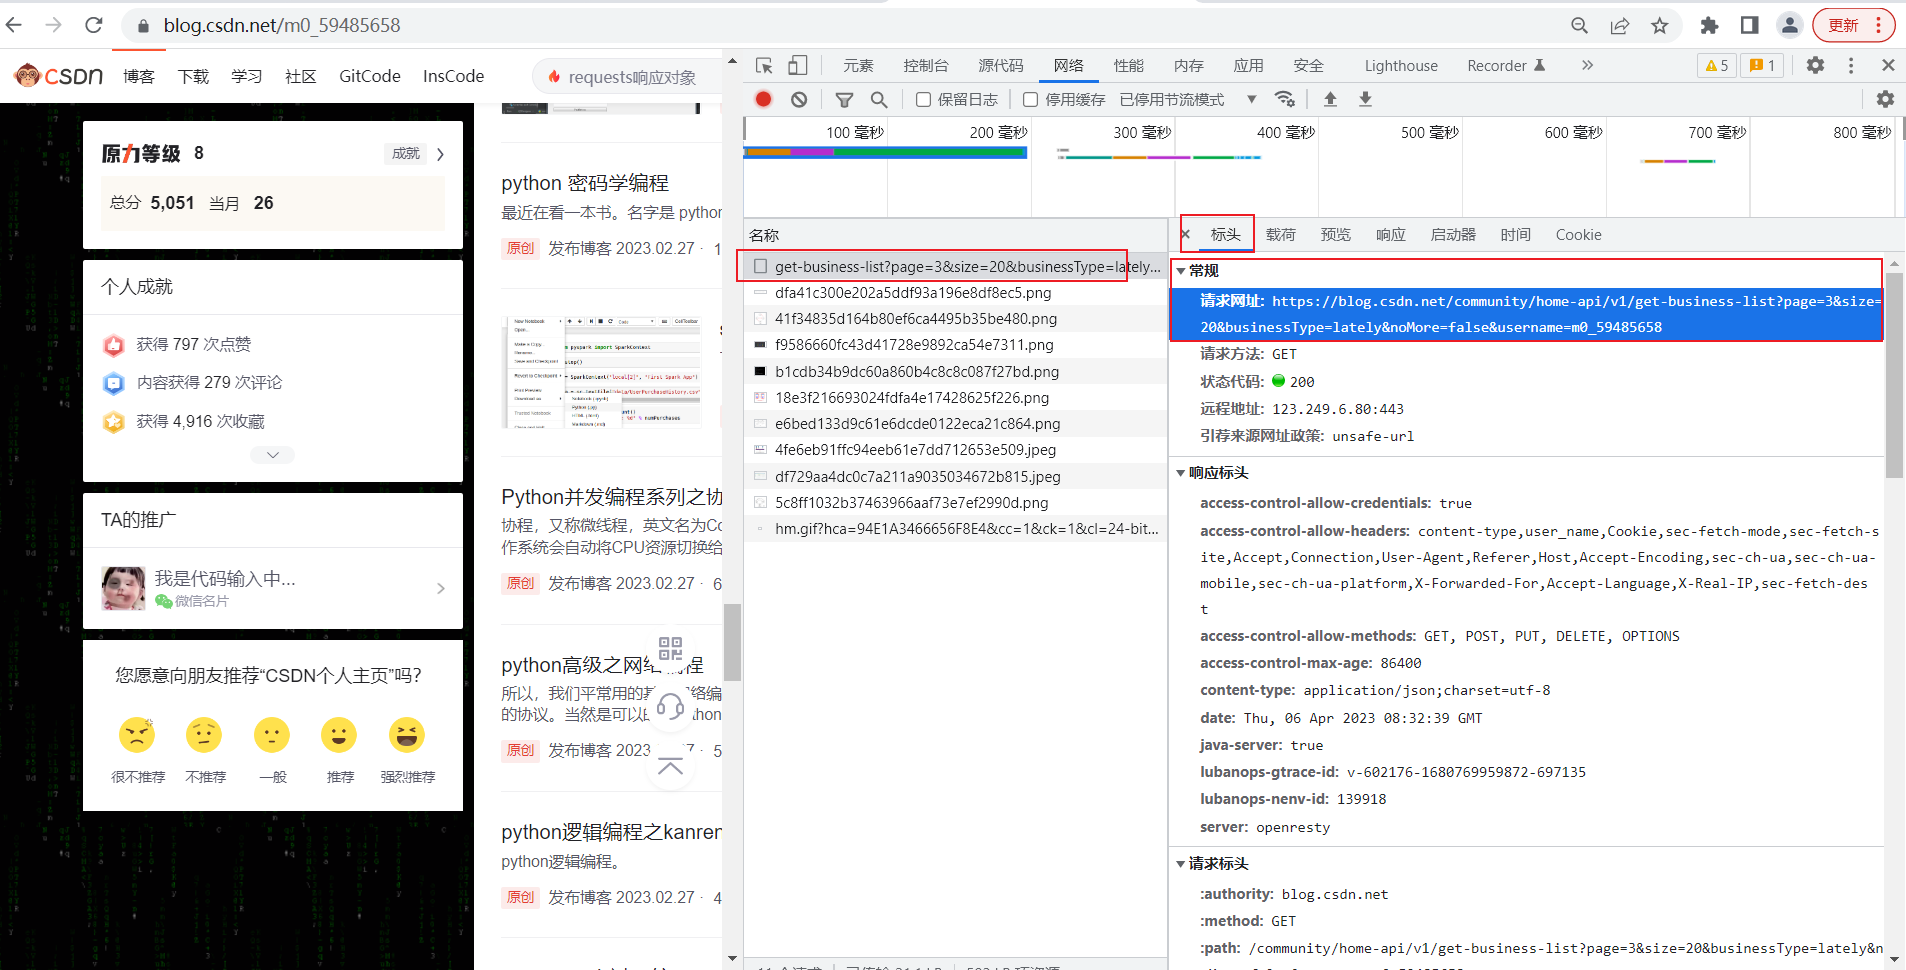 blog.csdn.net/m0_59485658
更新
CSDN 博客 下载 学习 社区 GitCode InsCode requests响应对象
原力等级 8 成就
总分 5,051 当月 26
个人成就
获得 797 次点赞
内容获得 279 次评论
获得 4,916 次收藏
TA的推广
我是代码输入中...
微信名片
您愿意向朋友推荐“CSDN个人主页”吗?
很不推荐 不推荐 一般 推荐 强烈推荐
python 密码学编程
最近在看一本书。名字是 python
原创 发布博客 2023.02.27 · 1
Python并发编程系列之协
协程，又称微线程，英文名为Co
作系统会自动将CPU资源切换给
原创 发布博客 2023.02.27 · 6
python高级之网络编程
所以，我们平常用的
的协议。当然是可以
原创 发布博客 2023
python逻辑编程之kanren
python逻辑编程。
原创 发布博客 2023.02.27 · 4
元素 控制台 源代码 网络 性能 内存 应用 安全 Lighthouse Recorder 5 1
保留日志 停用缓存 已停用节流模式
100 毫秒 200 毫秒 300 毫秒 400 毫秒 500 毫秒 600 毫秒 700 毫秒 800 毫秒
名称
get-business-list?page=3&size=20&businessType=lately...
dfa41c300e202a5ddf93a196e8df8ec5.png
41f34835d164b80ef6ca4495b35be480.png
f9586660fc43d41728e9892ca54e7311.png
b1cdb34b9dc60a860b4c8c8c087f27bd.png
18e3f216693024fdfa4e17428625f226.png
e6bed133d9c61e6dcde0122eca21c864.png
4fe6eb91ffc94eeb61e7dd712653e509.jpeg
df729aa4dc0c7a211a9035034672b815.jpeg
5c8ff1032b37463966aaf73e7ef2990d.png
hm.gif?hca=94E1A3466656F8E4&cc=1&ck=1&cl=24-bit...
标头 载荷 预览 响应 启动器 时间 Cookie
常规
请求网址: https://blog.csdn.net/community/home-api/v1/get-business-list?page=3&size=
20&businessType=lately&noMore=false&username=m0_59485658
请求方法: GET
状态代码: 200
远程地址: 123.249.6.80:443
引荐来源网址政策: unsafe-url
响应标头
access-control-allow-credentials: true
access-control-allow-headers: content-type,user_name,Cookie,sec-fetch-mode,sec-fetch-s
ite,Accept,Connection,User-Agent,Referer,Host,Accept-Encoding,sec-ch-ua,sec-ch-ua-
mobile,sec-ch-ua-platform,X-Forwarded-For,Accept-Language,X-Real-IP,sec-fetch-des
t
access-control-allow-methods: GET, POST, PUT, DELETE, OPTIONS
access-control-max-age: 86400
content-type: application/json;charset=utf-8
date: Thu, 06 Apr 2023 08:32:39 GMT
java-server: true
lubanops-gtrace-id: v-602176-1680769959872-697135
lubanops-nenv-id: 139918
server: openresty
请求标头
:authority: blog.csdn.net
:method: GET
:path: /community/home-api/v1/get-business-list?page=3&size=20&businessType=lately&n